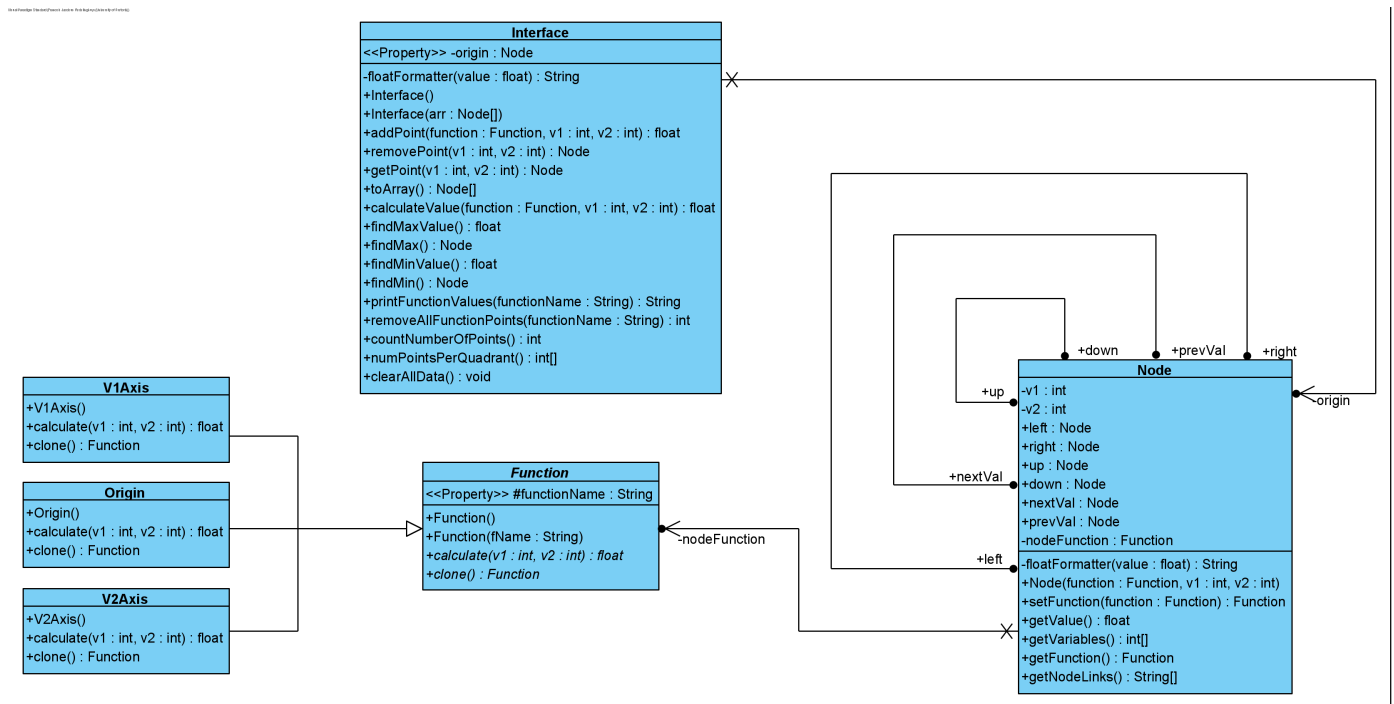 Interface
<<Property>> -origin : Node
-floatFormatter(value : float) : String
+Interface()
+Interface(arr : Node[])
+addPoint(function : Function, v1 : int, v2 : int) : float
+removePoint(v1 : int, v2 : int) : Node
+getPoint(v1 : int, v2 : int) : Node
+toArray() : Node[]
+calculateValue(function : Function, v1 : int, v2 : int) : float
+findMaxValue() : float
+findMax() : Node
+findMinValue() : float
+findMin() : Node
+printFunctionValues(functionName : String) : String
+removeAllFunctionPoints(functionName : String) : int
+countNumberOfPoints() : int
+numPointsPerQuadrant() : int[]
+clearAllData() : void
V1Axis
+V1Axis()
+calculate(v1 : int, v2 : int) : float
+clone() : Function
Origin
+Origin()
+calculate(v1 : int, v2 : int) : float
+clone() : Function
V2Axis
+V2Axis()
+calculate(v1 : int, v2 : int) : float
+clone() : Function
Function
<<Property>> #functionName : String
+Function()
+Function(fName : String)
+calculate(v1 : int, v2 : int) : float
+clone() : Function
-nodeFunction
+down
+prevVal
+right
+up
+nextVal
+left
-origin
Node
-v1 : int
-v2 : int
+left : Node
+right : Node
+up : Node
+down : Node
+nextVal : Node
+prevVal : Node
-nodeFunction : Function
-floatFormatter(value : float) : String
+Node(function : Function, v1 : int, v2 : int)
+setFunction(function : Function) : Function
+getValue() : float
+getVariables() : int[]
+getFunction() : Function
+getNodeLinks() : String[]